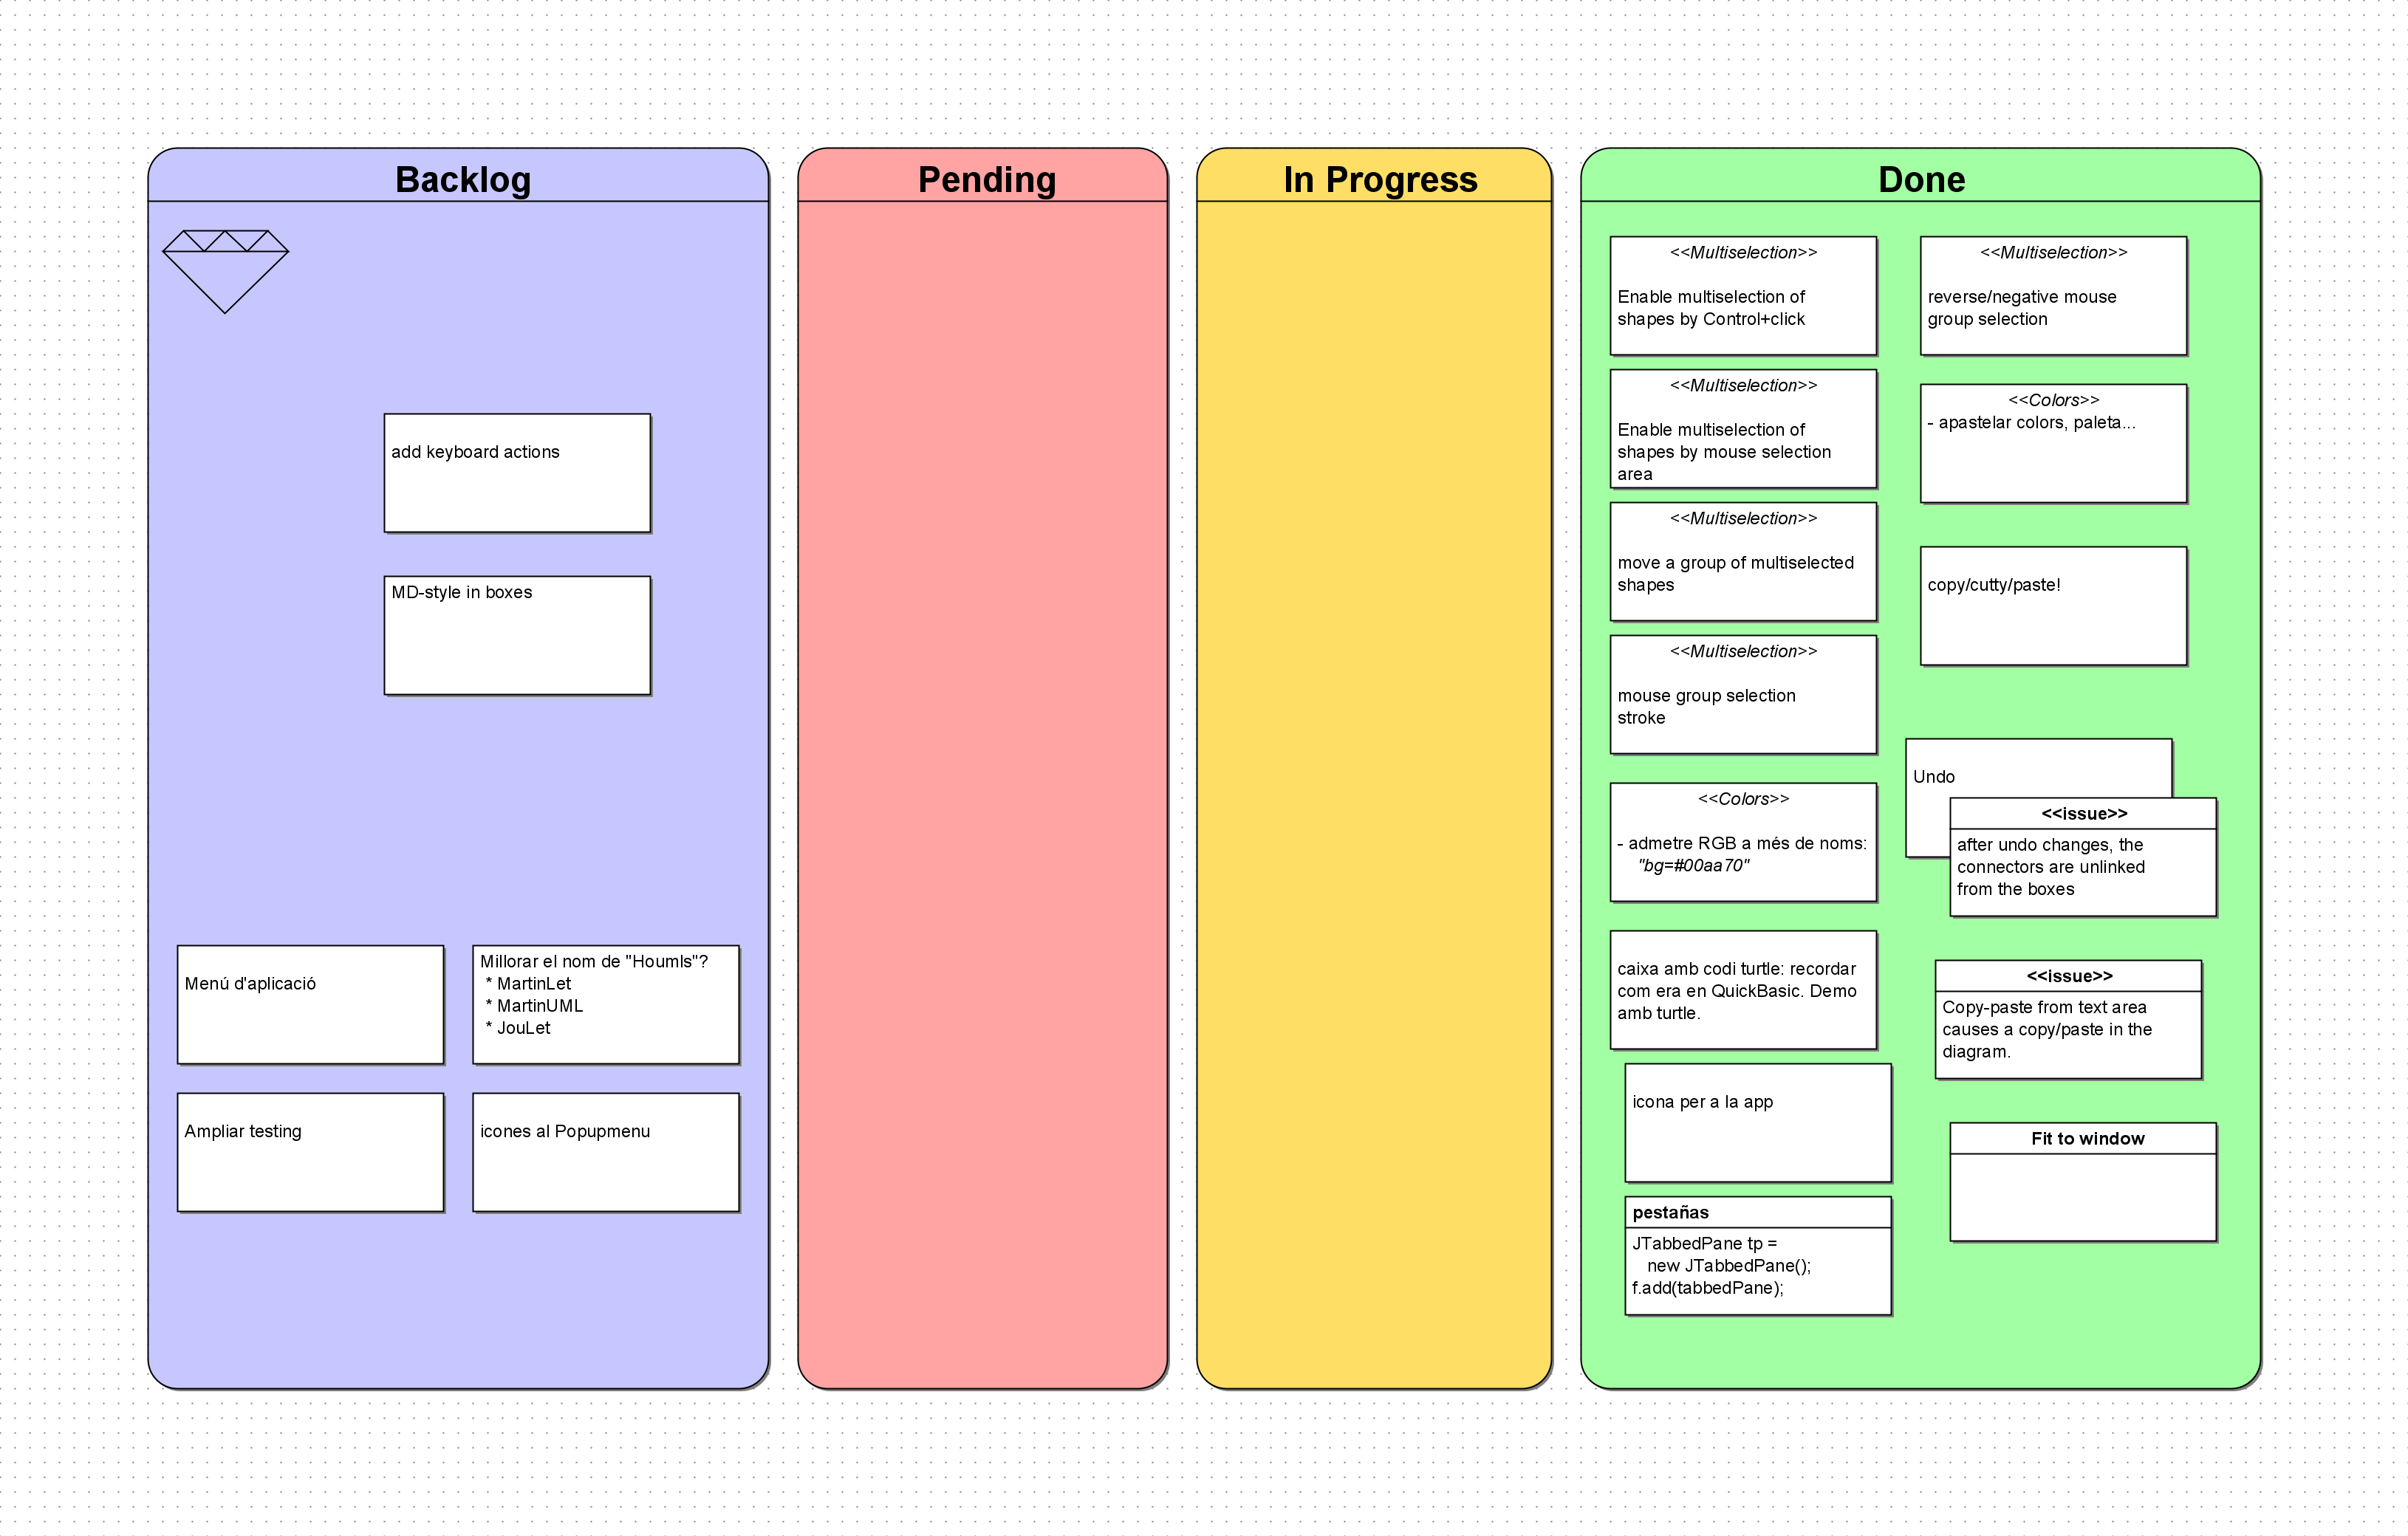 Backlog
add keyboard actions
MD-style in boxes
Menú d'aplicació
Millorar el nom de "Houmls"?
* MartinLet
* MartinUML
* JouLet
Ampliar testing
icones al Popupmenu
Pending
In Progress
Done
<<Multiselection>>
Enable multiselection of
shapes by Control+click
<<Multiselection>>
Enable multiselection of
shapes by mouse selection
area
<<Multiselection>>
move a group of multiselected
shapes
<<Multiselection>>
mouse group selection
stroke
<<Colors>>
- admetre RGB a més de noms:
"bg=#00aa70"
caixa amb codi turtle: recordar
com era en QuickBasic. Demo
amb turtle.
icona per a la app
pestañas
JTabbedPane tp =
new JTabbedPane();
f.add(tabbedPane);
<<Multiselection>>
reverse/negative mouse
group selection
<<Colors>>
- apastelar colors, paleta...
copy/cutty/paste!
Undo
<<issue>>
after undo changes, the
connectors are unlinked
from the boxes
<<issue>>
Copy-paste from text area
causes a copy/paste in the
diagram.
Fit to window